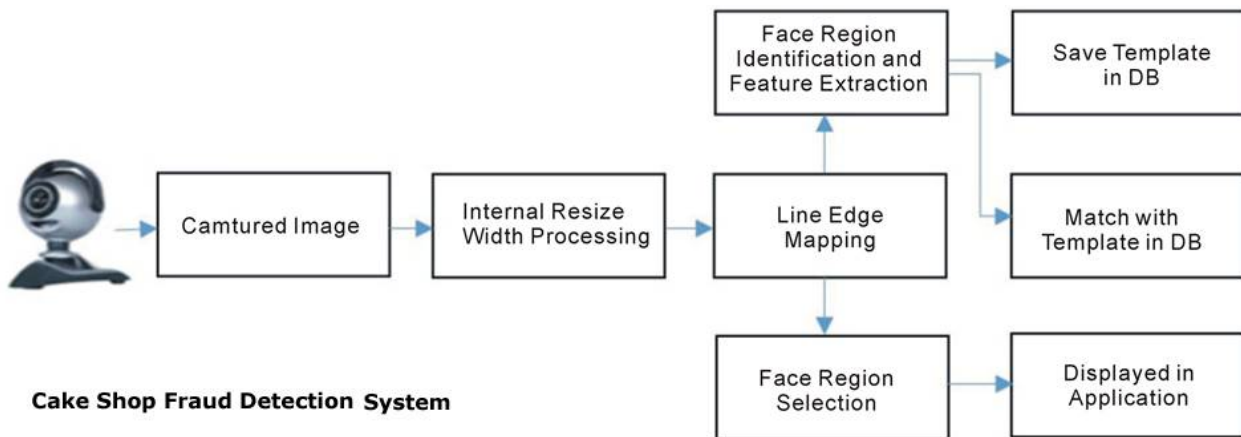 Face Region
Identification and
Feature Extraction
Save Template
in DB
Camtured Image
Internal Resize
Width Processing
Line Edge
Mapping
Match with
Template in DB
Face Region
Selection
Displayed in
Application
Cake Shop Fraud Detection System